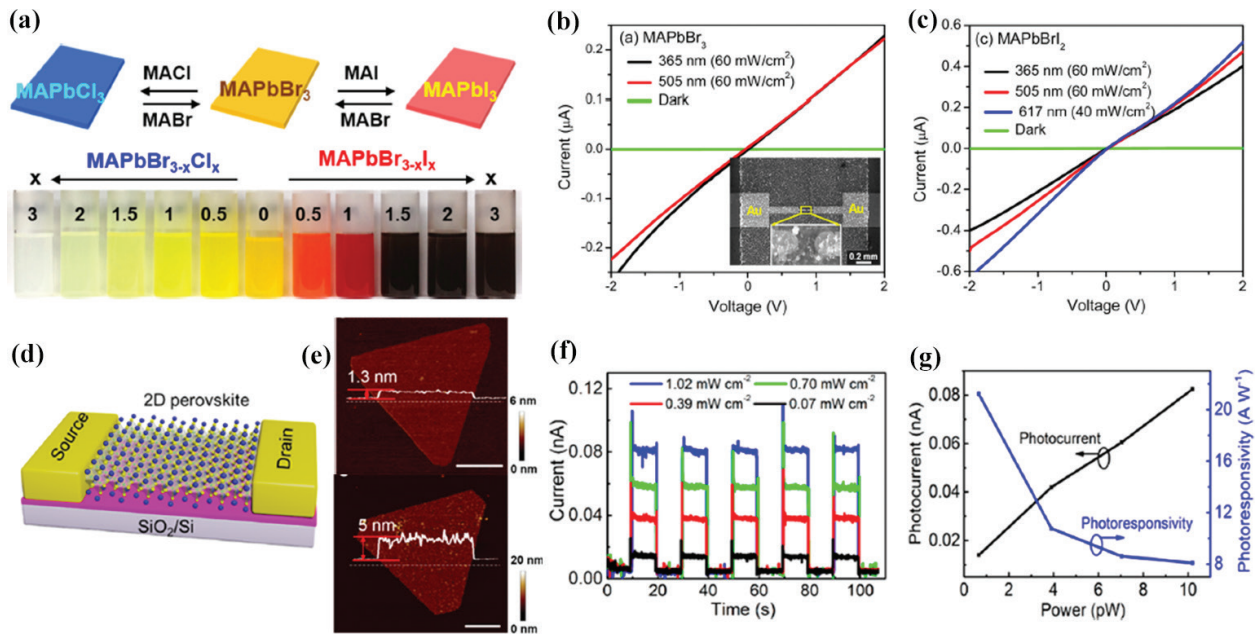 (a)
MACl
MAI
MAPbCl₃
MAPbBr₃
MAPbI₃
MABr
MABr
MAPbBr₃₋ₓClₓ
MAPbBr₃₋ₓIₓ
x
x
3 2 1.5 1 0.5 0 0.5 1 1.5 2 3
(b)
(a) MAPbBr₃
365 nm (60 mW/cm²)
505 nm (60 mW/cm²)
Dark
Au
Au
0.2 mm
0.2
0.1
0.0
-0.1
-0.2
Current (µA)
-2 -1 0 1 2
Voltage (V)
(c)
(c) MAPbBrI₂
365 nm (60 mW/cm²)
505 nm (60 mW/cm²)
617 nm (40 mW/cm²)
Dark
0.6
0.4
0.2
0.0
-0.2
-0.4
-0.6
Current (µA)
-2 -1 0 1 2
Voltage (V)
(d)
2D perovskite
Source
Drain
SiO₂/Si
(e)
1.3 nm
6 nm
0 nm
5 nm
20 nm
0 nm
(f)
1.02 mW cm⁻²
0.70 mW cm⁻²
0.39 mW cm⁻²
0.07 mW cm⁻²
0.12
0.08
0.04
0.00
Current (nA)
0 20 40 60 80 100
Time (s)
(g)
Photocurrent
Photoresponsivity
0.08
0.06
0.04
0.02
Photocurrent (nA)
0 2 4 6 8 10
Power (pW)
20
16
12
8
Photoresponsivity (A W⁻¹)